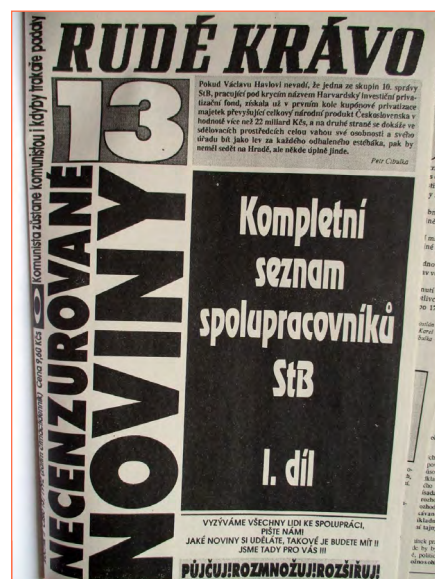 RUDÉ KRÁVO
13
Pokud Václavu Havlovi nevadí, že jedna ze skupin 10. správy
StB, pracující pod krycím názvem Harvardský investiční priva-
tizační fond, získala už v prvním kole kupónové privatizace
majetek převyšující celkový národní produkt Československa v
hodnotě více než 22 miliard Kčs, a na druhé straně se dokáže ve
sdělovacích prostředcích celou vahou své osobnosti a svého
úřadu bít jako lev za každého odhaleného estébáka, pak by
neměl sedět na Hradě, ale někde úplně jinde.
Petr Cibulka
Komunista zůstane komunistou i kdyby trakaře padaly
Cena 9,60 Kčs
NECENZUROVANÉ
NOVINY
Kompletní
seznam
spolupracovníků
StB
I. díl
VYZÝVÁME VŠECHNY LIDI KE SPOLUPRÁCI,
PIŠTE NÁM!
JAKÉ NOVINY SI UDĚLÁTE, TAKOVÉ JE BUDETE MÍT !!
JSME TADY PRO VÁS !!!
PŮJČUJ!ROZMNOŽUJ!ROZŠIŘUJ!